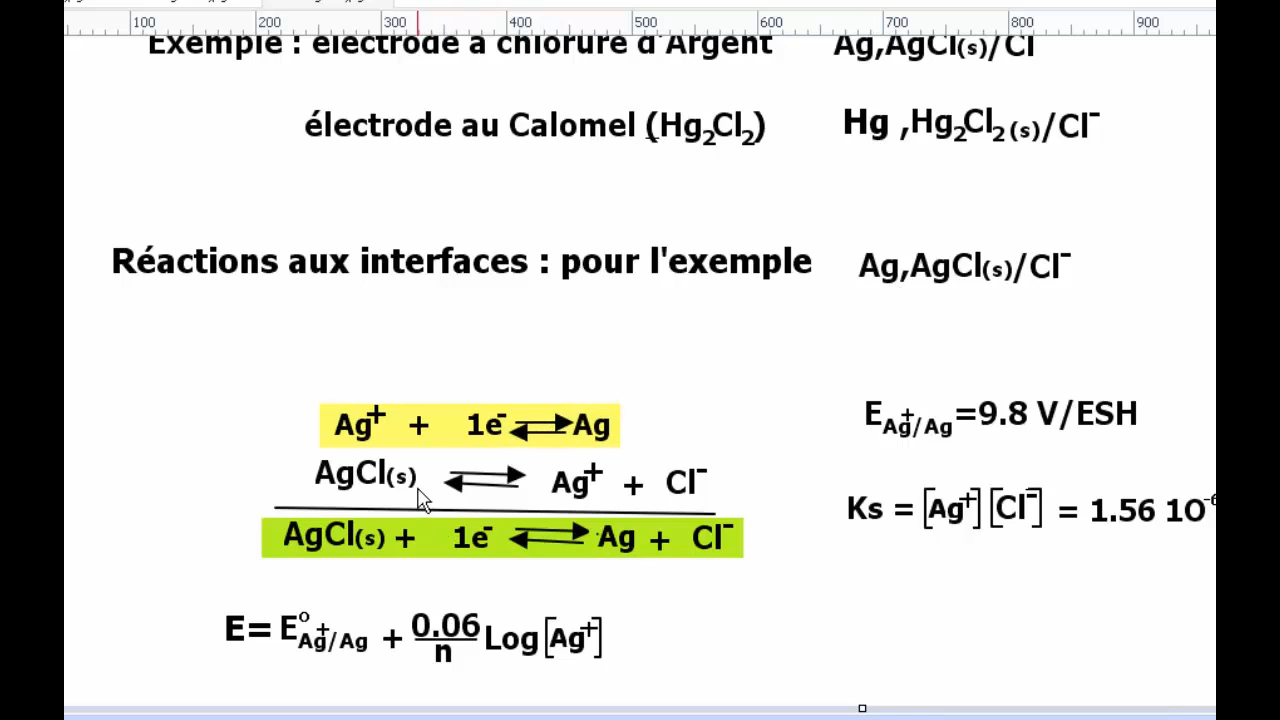 100 200 300 400 500 600 700 800 900
Exemple : électrode à chlorure d'Argent Ag,AgCl(s)/Cl
électrode au Calomel (Hg₂Cl₂) Hg ,Hg₂Cl₂(s)/Cl⁻
Réactions aux interfaces : pour l'exemple Ag,AgCl(s)/Cl⁻
Ag⁺ + 1e⁻ ⇌ Ag E Ag⁺/Ag =9.8 V/ESH
AgCl(s) ⇌ Ag⁺ + Cl⁻
Ks = [Ag⁺] [Cl⁻] = 1.56 10⁻⁶
AgCl(s) + 1e⁻ ⇌ Ag + Cl⁻
E= E° Ag⁺/Ag + 0.06/n Log [Ag⁺]